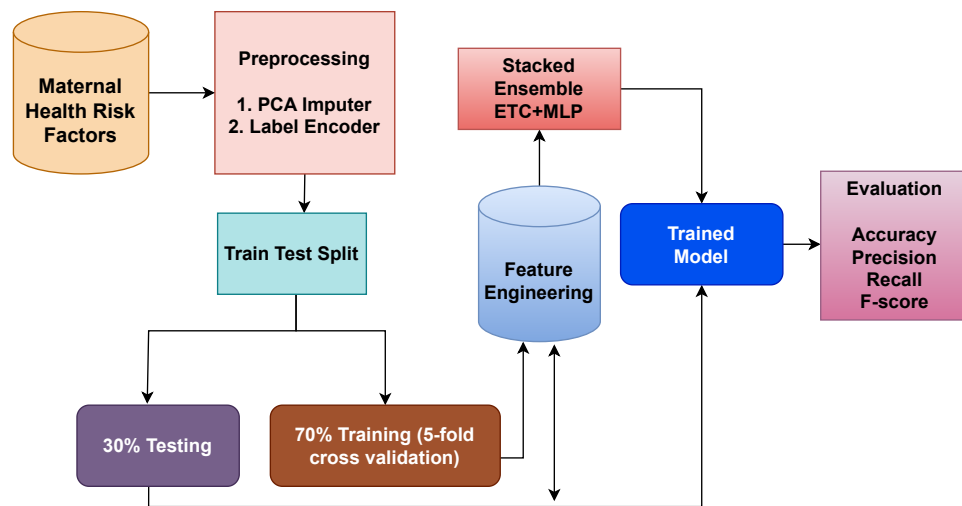 Maternal
Health Risk
Factors
Preprocessing
1. PCA Imputer
2. Label Encoder
Train Test Split
30% Testing
70% Training (5-fold
cross validation)
Feature
Engineering
Stacked
Ensemble
ETC+MLP
Trained
Model
Evaluation
Accuracy
Precision
Recall
F-score